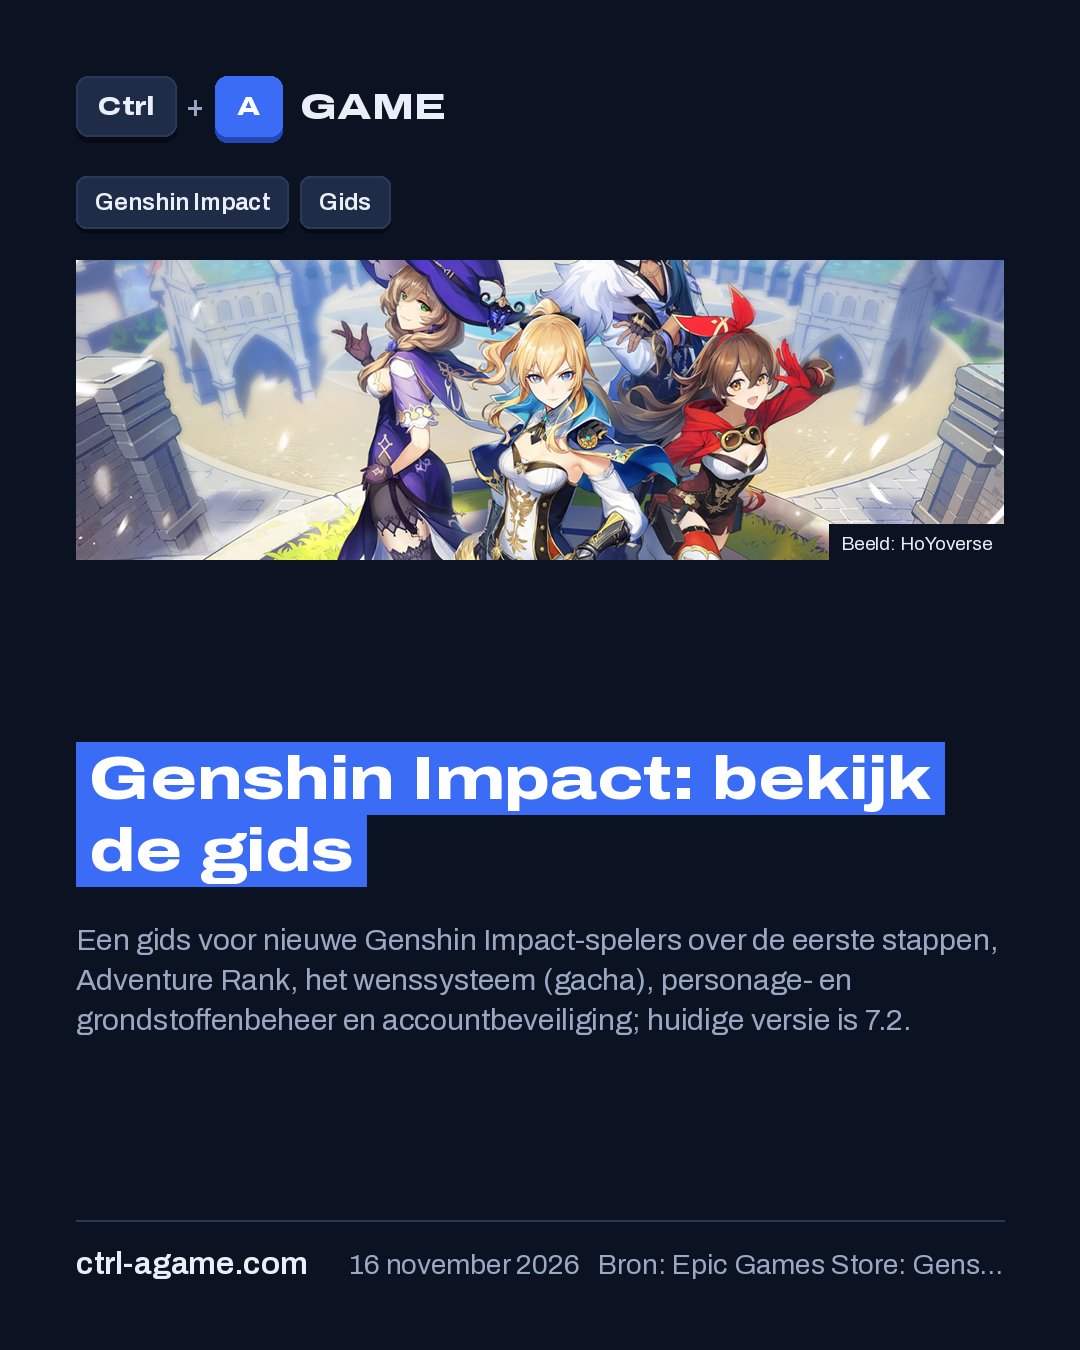 Ctrl + A GAME
Genshin Impact Gids
Beeld: HoYoverse
Genshin Impact: bekijk
de gids
Een gids voor nieuwe Genshin Impact-spelers over de eerste stappen,
Adventure Rank, het wenssysteem (gacha), personage- en
grondstoffenbeheer en accountbeveiliging; huidige versie is 7.2.
ctrl-agame.com 16 november 2026 Bron: Epic Games Store: Gens...